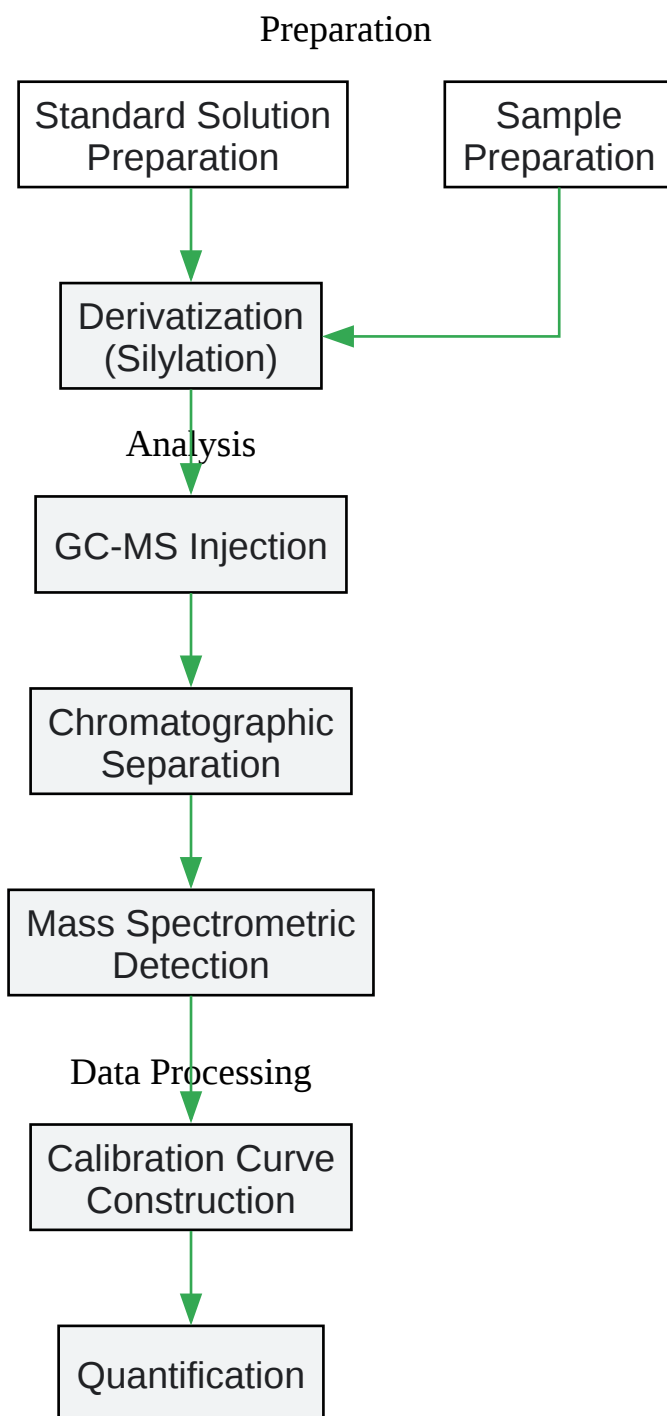 Preparation
Standard Solution
Preparation
Sample
Preparation
Derivatization
(Silylation)
Analysis
GC-MS Injection
Chromatographic
Separation
Mass Spectrometric
Detection
Data Processing
Calibration Curve
Construction
Quantification